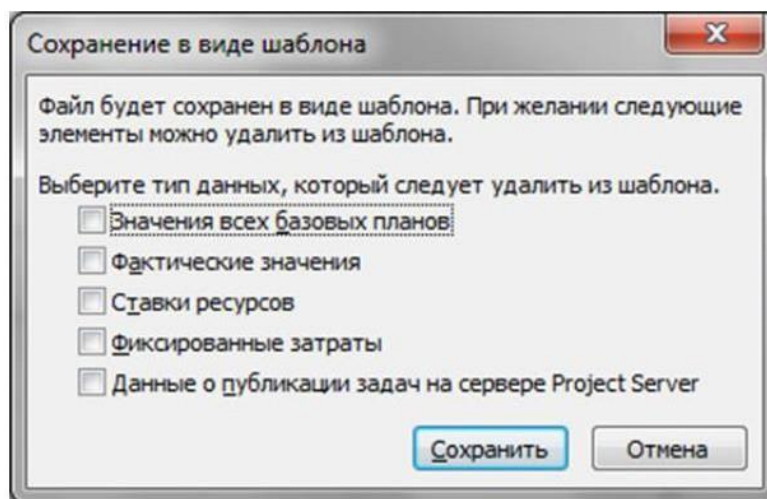 Сохранение в виде шаблона
Файл будет сохранен в виде шаблона. При желании следующие
элементы можно удалить из шаблона.
Выберите тип данных, который следует удалить из шаблона.
Значения всех базовых планов
Фактические значения
Ставки ресурсов
Фиксированные затраты
Данные о публикации задач на сервере Project Server
Сохранить
Отмена